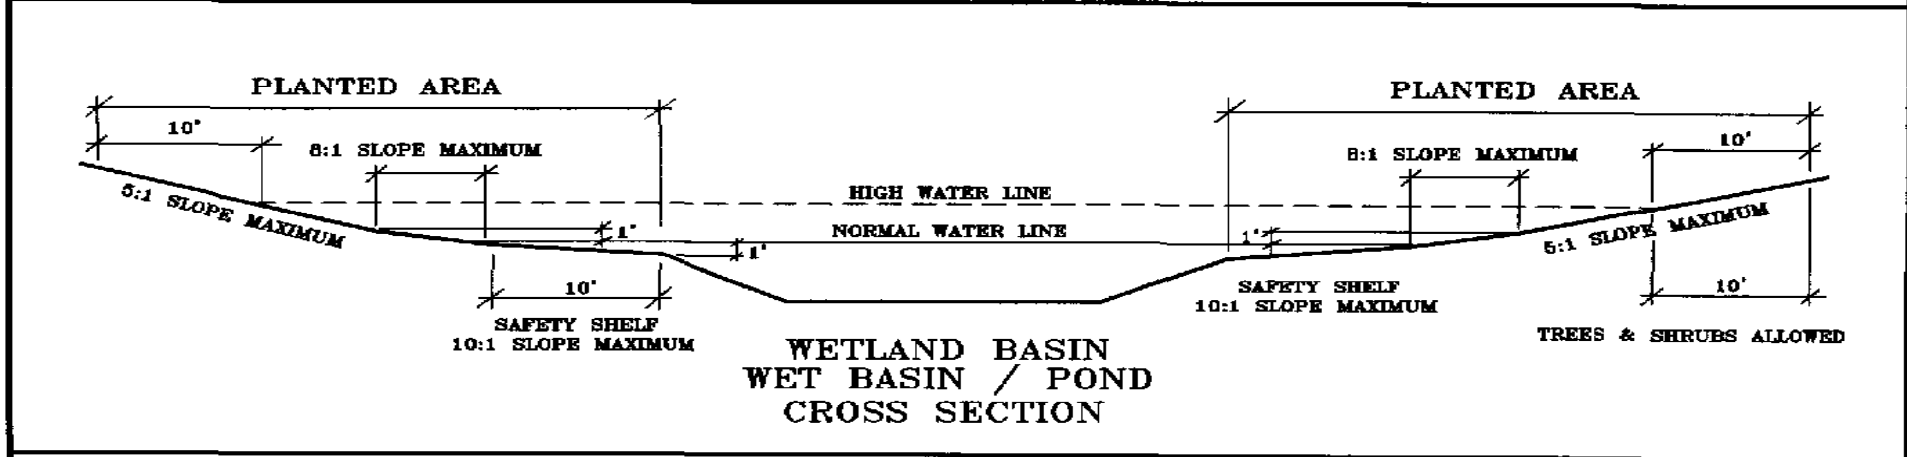 PLANTED AREA
PLANTED AREA
10'
10'
8:1 SLOPE MAXIMUM
8:1 SLOPE MAXIMUM
5:1 SLOPE MAXIMUM
HIGH WATER LINE
5:1 SLOPE MAXIMUM
1'
NORMAL WATER LINE
1'
1'
10'
SAFETY SHELF
10:1 SLOPE MAXIMUM
10'
SAFETY SHELF
10:1 SLOPE MAXIMUM
TREES & SHRUBS ALLOWED
WETLAND BASIN
WET BASIN / POND
CROSS SECTION